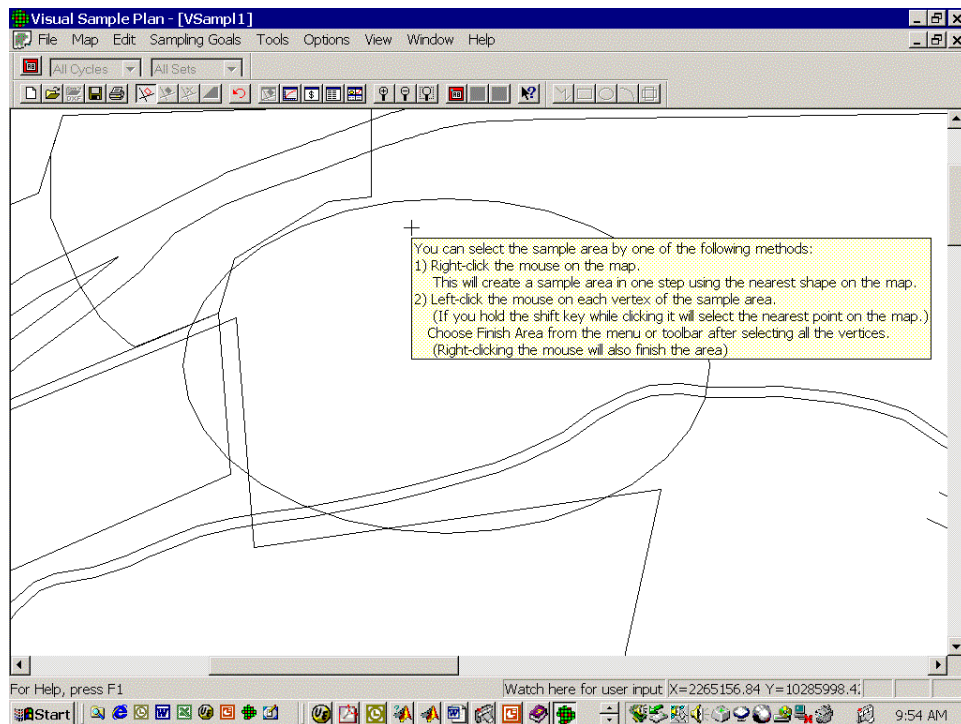 Visual Sample Plan - [VSampl1]
File Map Edit Sampling Goals Tools Options View Window Help
All Cycles All Sets
You can select the sample area by one of the following methods:
1) Right-click the mouse on the map.
This will create a sample area in one step using the nearest shape on the map.
2) Left-click the mouse on each vertex of the sample area.
(If you hold the shift key while clicking it will select the nearest point on the map.)
Choose Finish Area from the menu or toolbar after selecting all the vertices.
(Right-clicking the mouse will also finish the area)
For Help, press F1 Watch here for user input X=2265156.84 Y=10285998.4
Start 9:54 AM